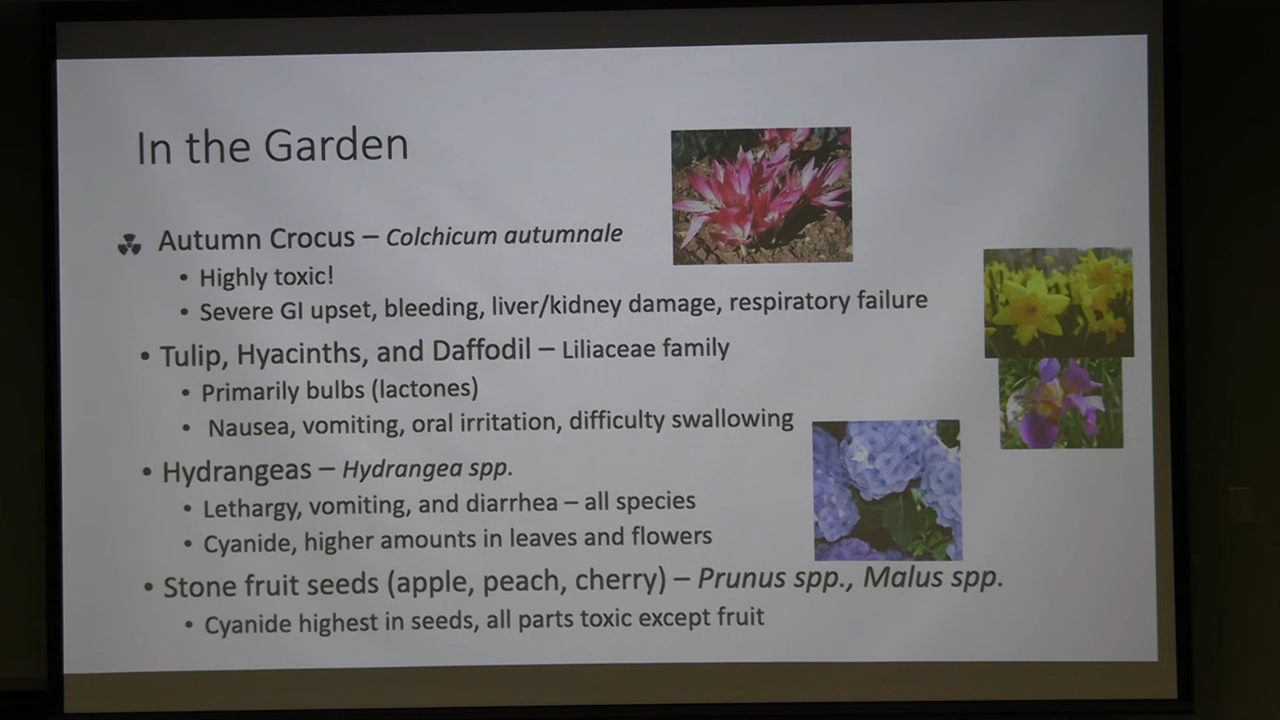 In the Garden
Autumn Crocus – Colchicum autumnale
• Highly toxic!
• Severe GI upset, bleeding, liver/kidney damage, respiratory failure
• Tulip, Hyacinths, and Daffodil – Liliaceae family
• Primarily bulbs (lactones)
• Nausea, vomiting, oral irritation, difficulty swallowing
• Hydrangeas – Hydrangea spp.
• Lethargy, vomiting, and diarrhea – all species
• Cyanide, higher amounts in leaves and flowers
• Stone fruit seeds (apple, peach, cherry) – Prunus spp., Malus spp.
• Cyanide highest in seeds, all parts toxic except fruit